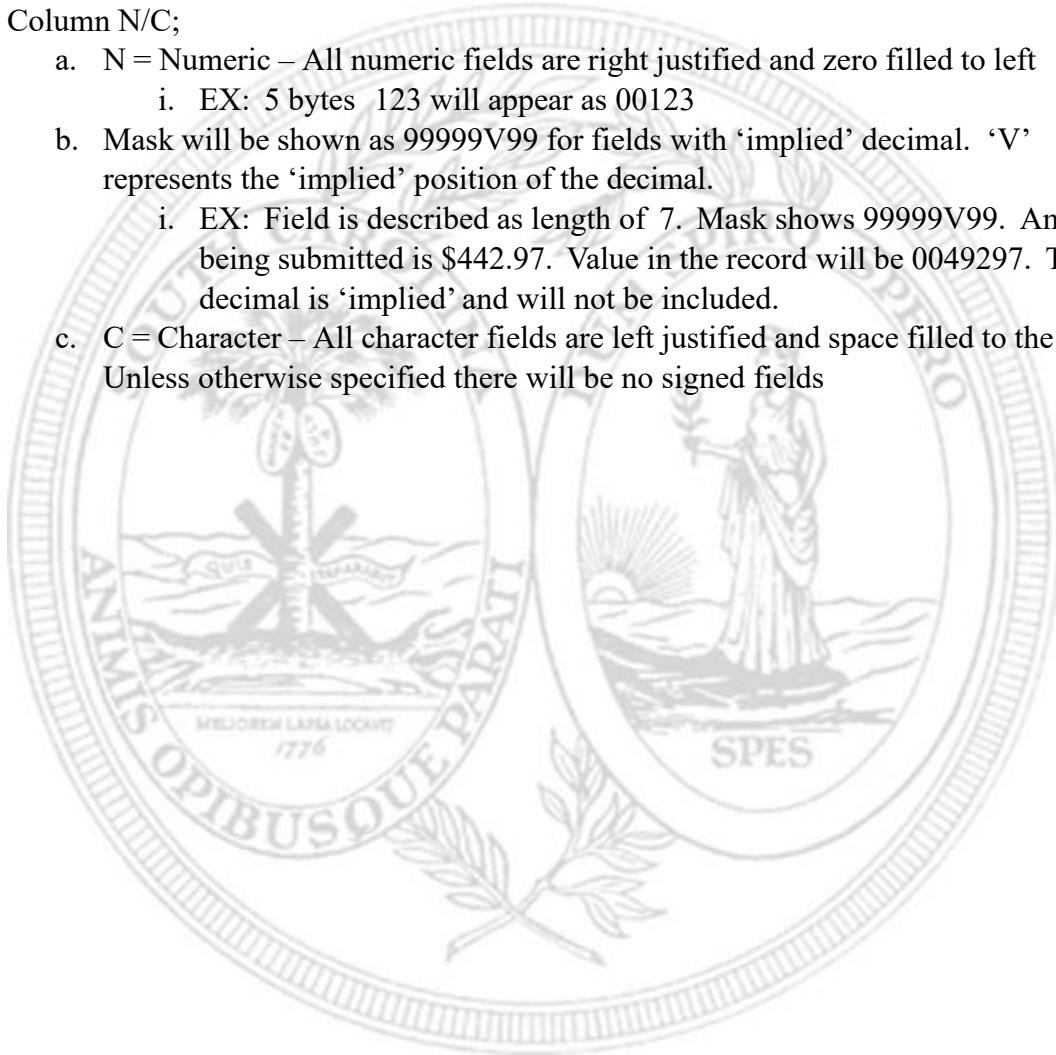 Column N/C;
a. N = Numeric – All numeric fields are right justified and zero filled to left
i. EX: 5 bytes 123 will appear as 00123
b. Mask will be shown as 99999V99 for fields with ‘implied’ decimal. ‘V’
represents the ‘implied’ position of the decimal.
i. EX: Field is described as length of 7. Mask shows 99999V99. Am
being submitted is $442.97. Value in the record will be 0049297. T
decimal is ‘implied’ and will not be included.
c. C = Character – All character fields are left justified and space filled to the
Unless otherwise specified there will be no signed fields
SOUTH
SPERO
QUIS
SEPARABIT
ANIMIS OPIBUSQUE PARATI
MELIOREM LAPSA LOCAVIT
1776
SPES